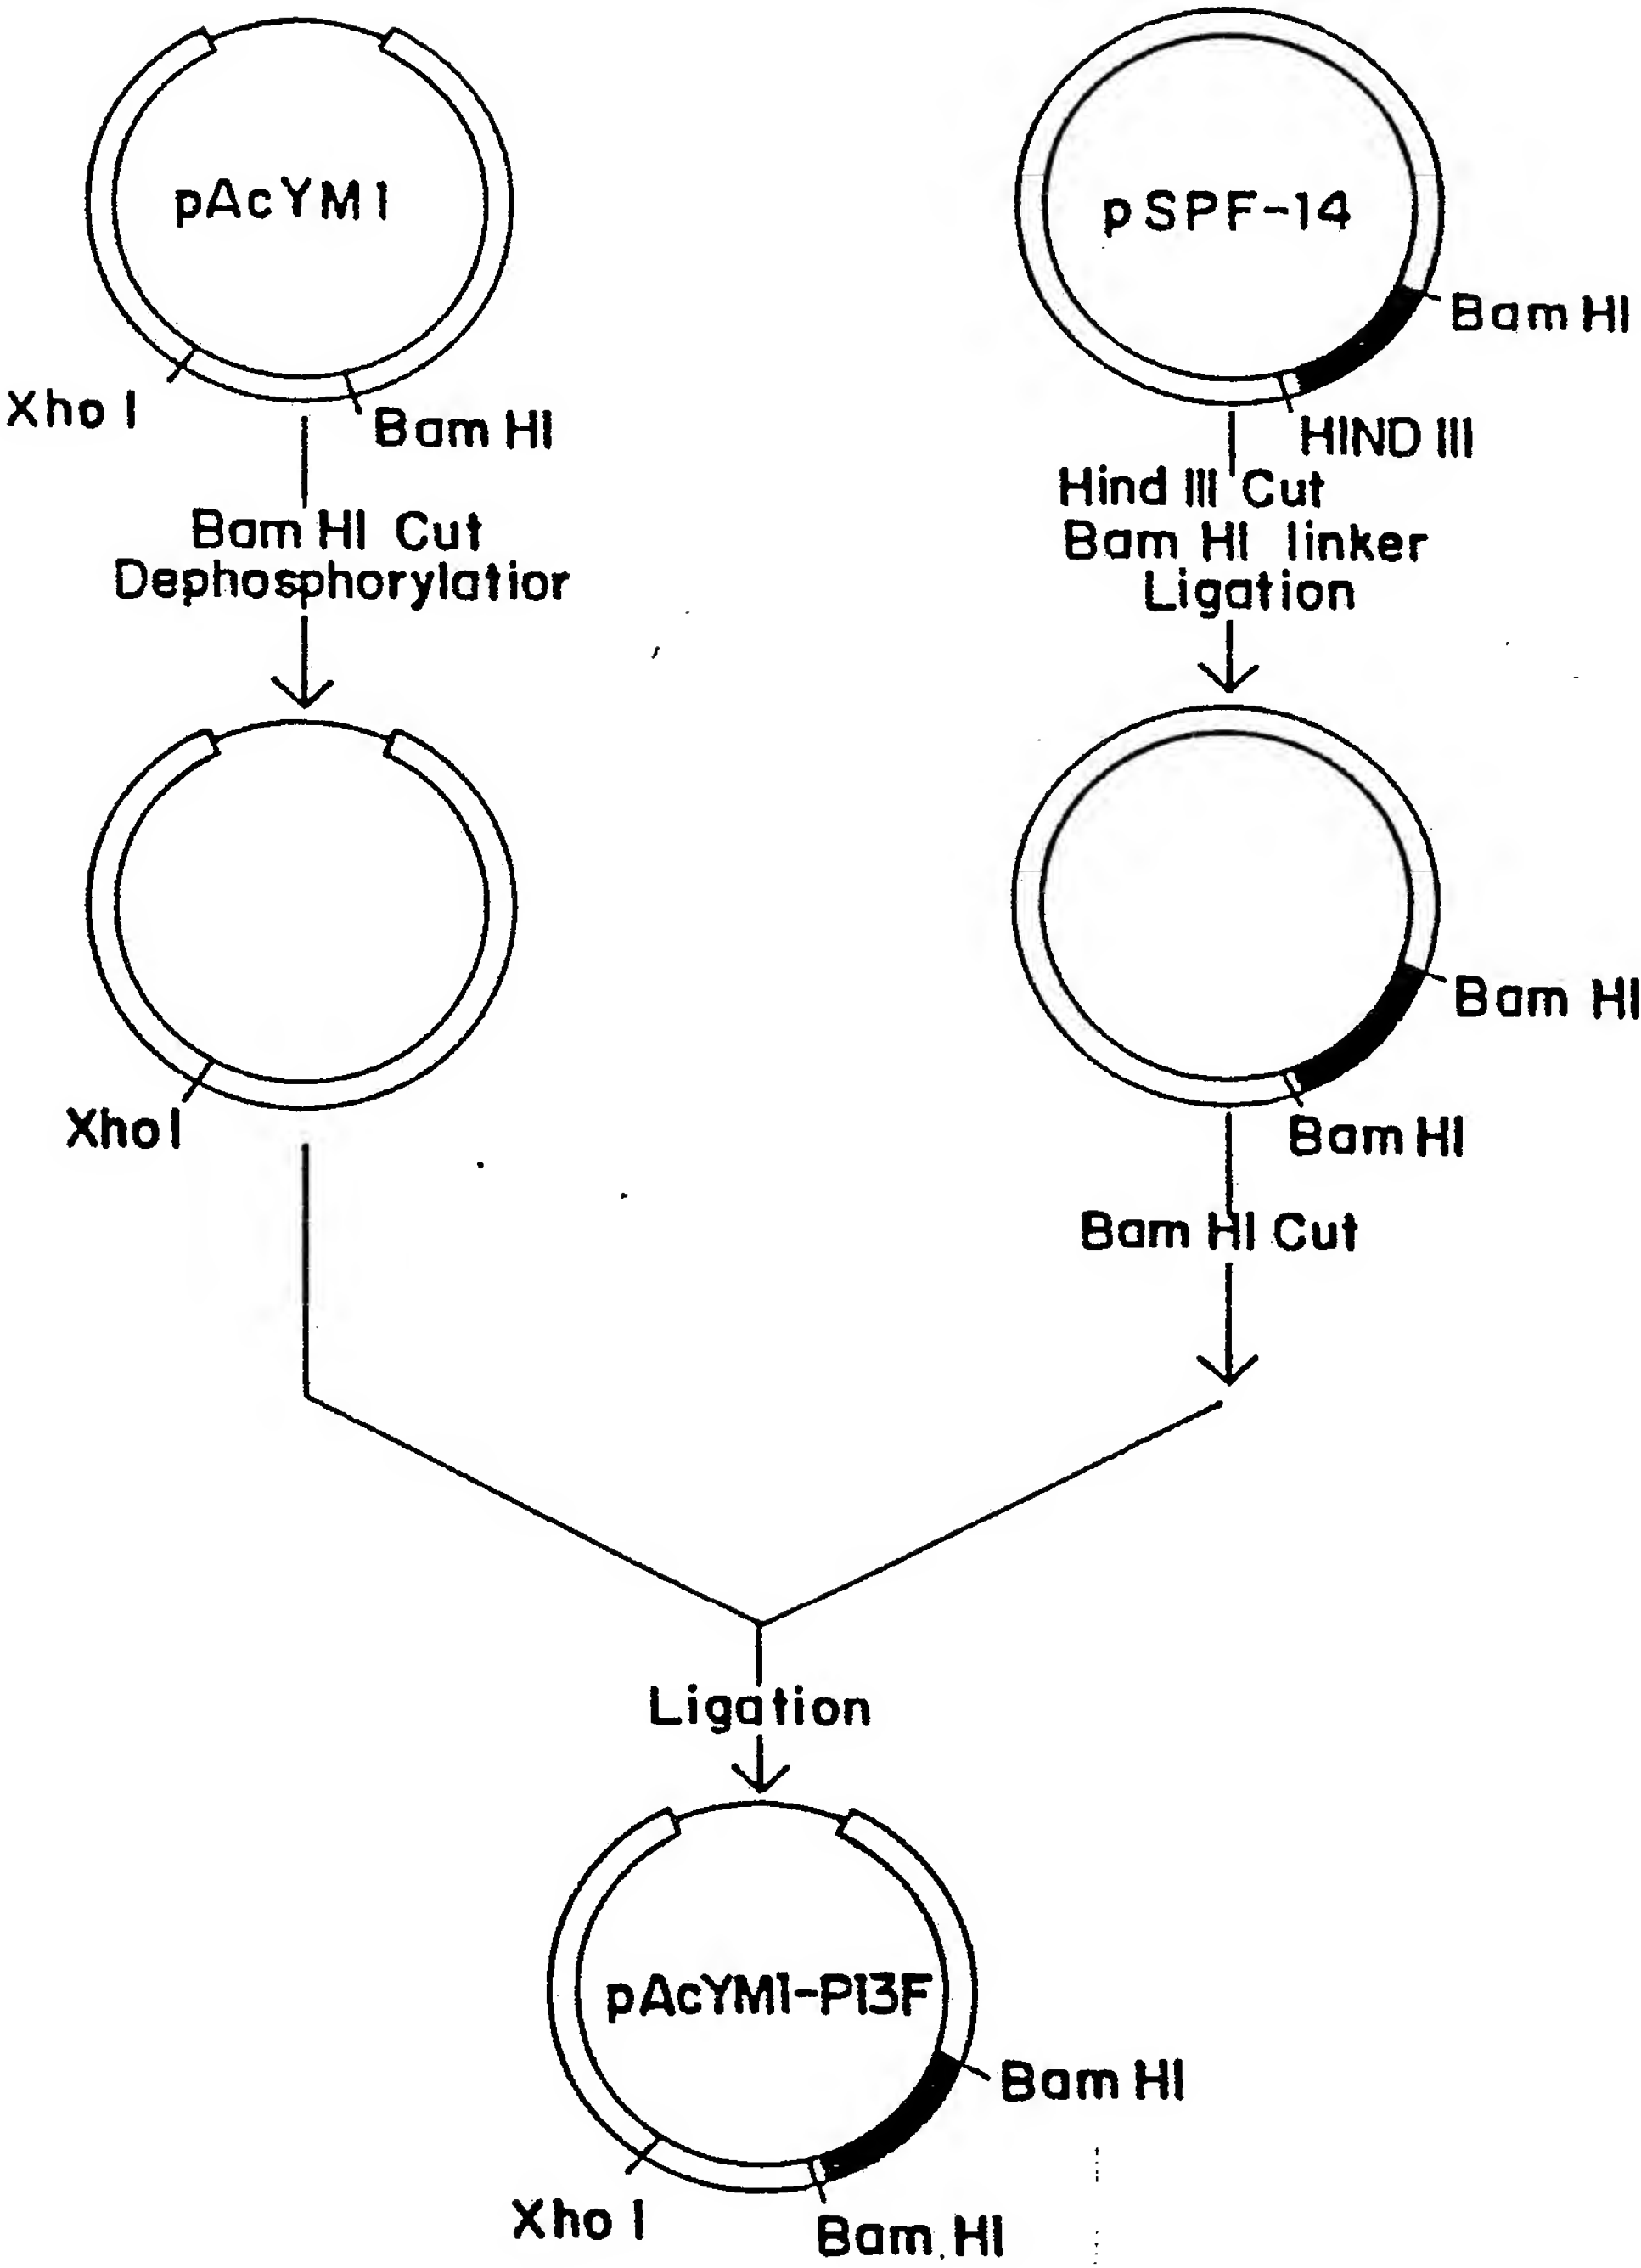 pAcYM1
pSPF-14
Bam HI
Xho I
Bam HI
HIND III
Bam HI Cut
Dephosphorylatior
Hind III Cut
Bam HI linker
Ligation
Bam HI
Xho I
Bam HI
Bam HI Cut
Ligation
pAcYM1-P13F
Bam HI
Xho I
Bam HI